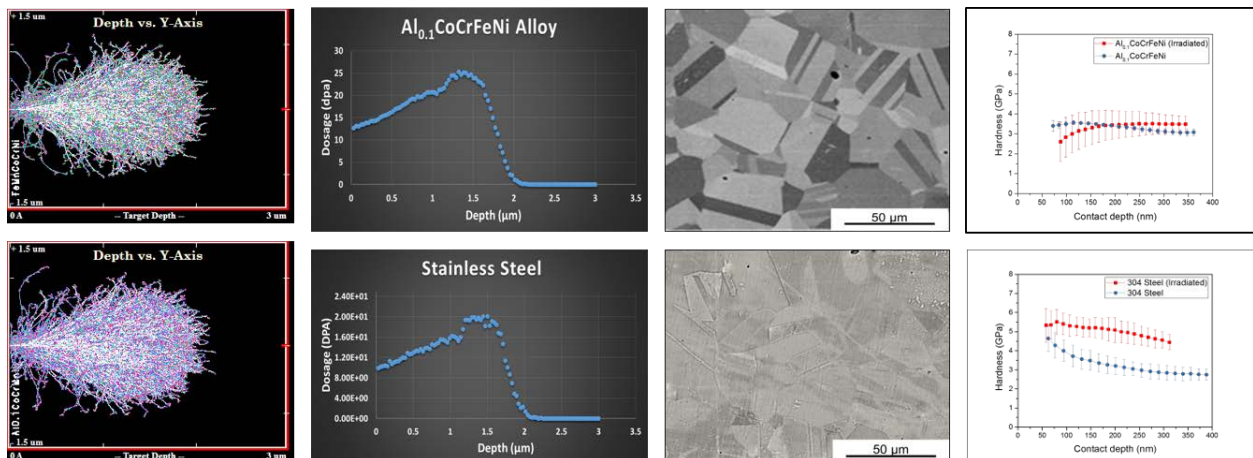 + 1.5 um
Depth vs. Y-Axis
- 1.5 um
0 A
-- Target Depth --
3 um
Al0.1CoCrFeNi Alloy
Dosage (dpa)
30
25
20
15
10
5
0
0
0.5
1
1.5
2
2.5
3
3.5
Depth (μm)
50 μm
Hardness (GPa)
8
7
6
5
4
3
2
1
0
Al0.1CoCrFeNi (Irradiated)
Al0.1CoCrFeNi
0
50
100
150
200
250
300
350
400
Contact depth (nm)
+ 1.5 um
Depth vs. Y-Axis
- 1.5 um
0 A
-- Target Depth --
3 um
Stainless Steel
Dosage (DPA)
2.40E+01
2.00E+01
1.60E+01
1.20E+01
8.00E+00
4.00E+00
0.00E+00
0
0.5
1
1.5
2
2.5
3
3.5
Depth (μm)
50 μm
Hardness (GPa)
8
7
6
5
4
3
2
1
0
304 Steel (Irradiated)
304 Steel
0
50
100
150
200
250
300
350
400
Contact depth (nm)